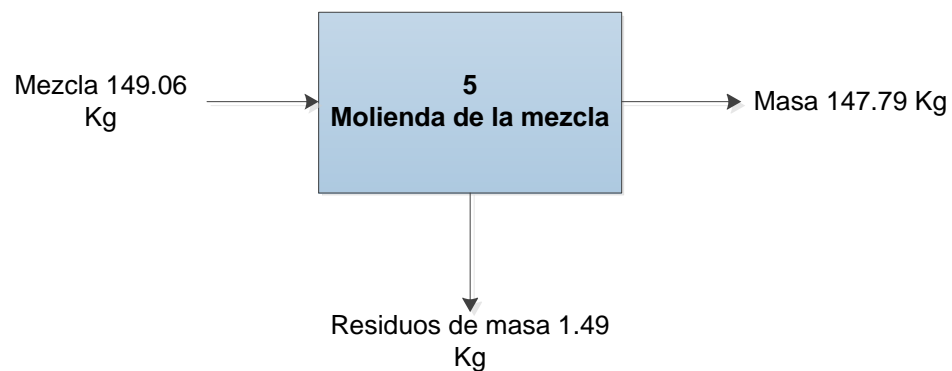 Mezcla 149.06
Kg
5
Molienda de la mezcla
Masa 147.79 Kg
Residuos de masa 1.49
Kg